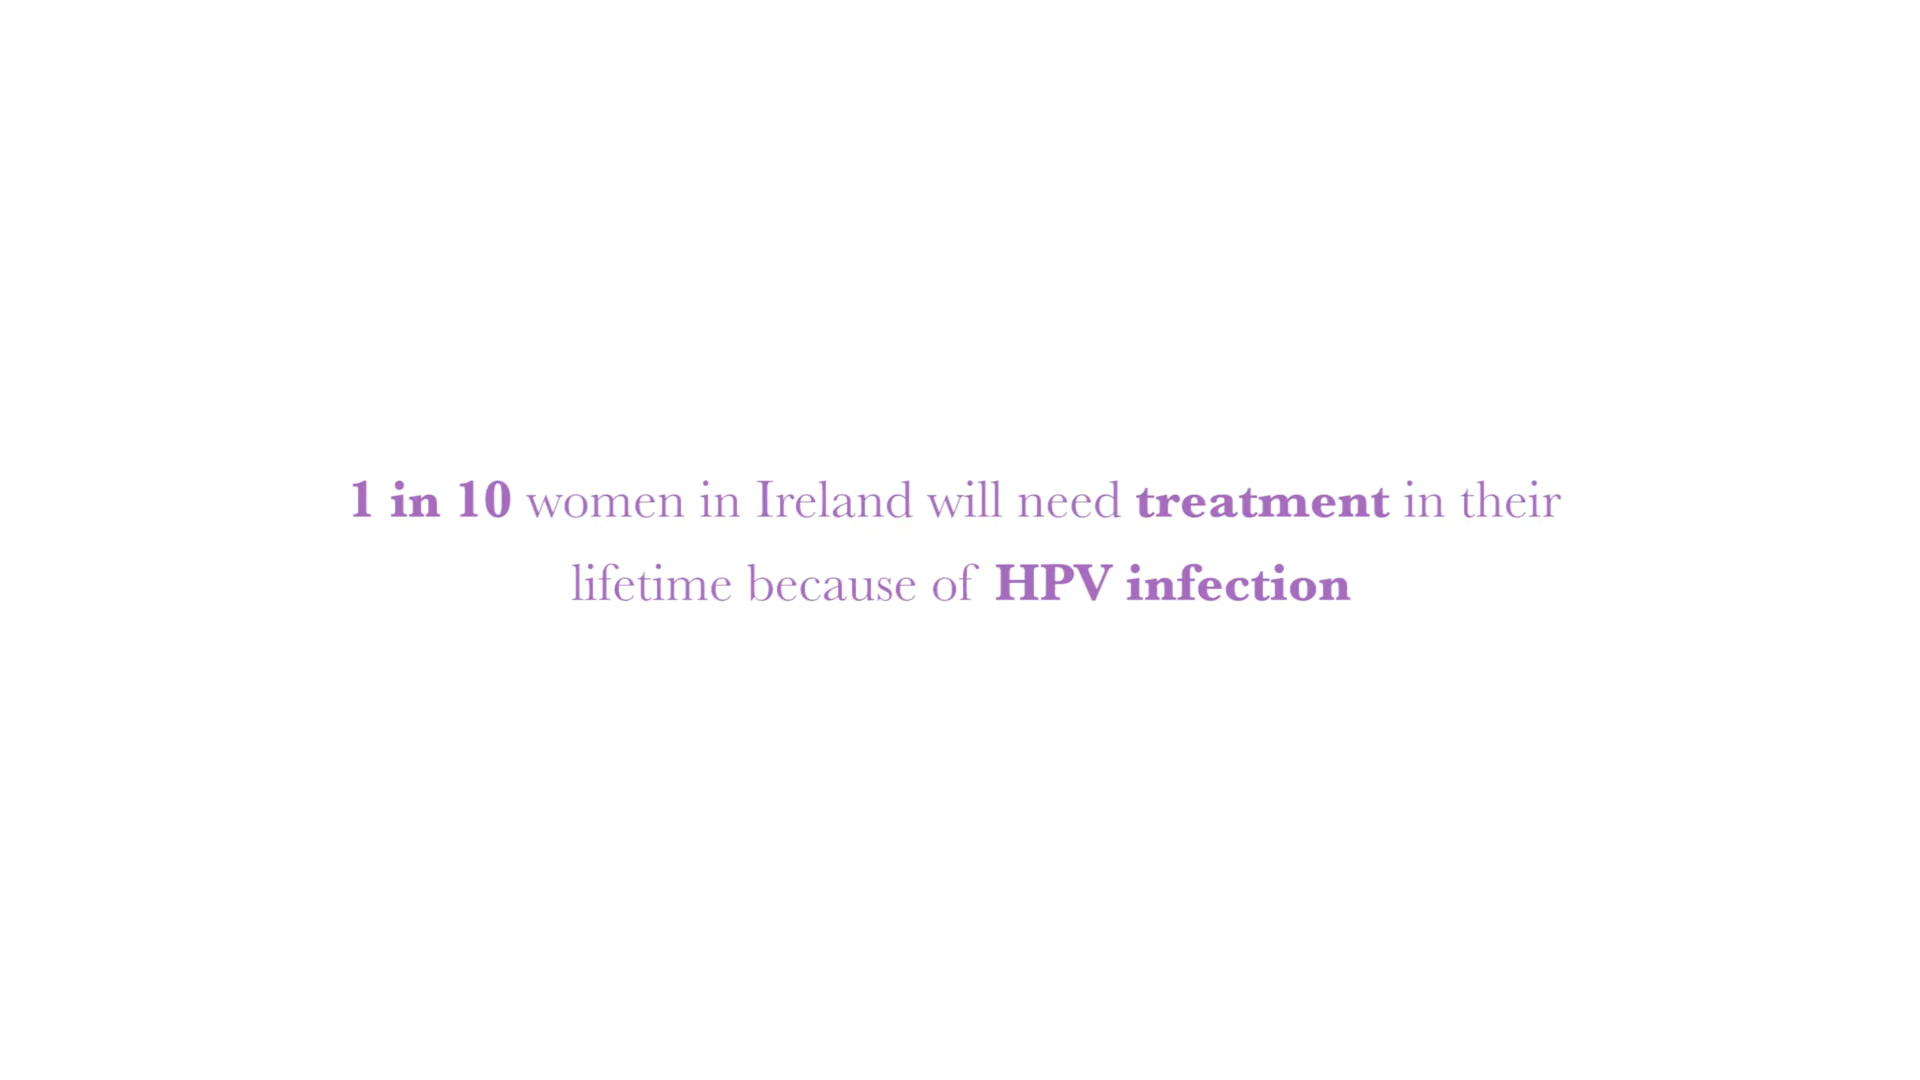 1 in 10 women in Ireland will need treatment in their
lifetime because of HPV infection